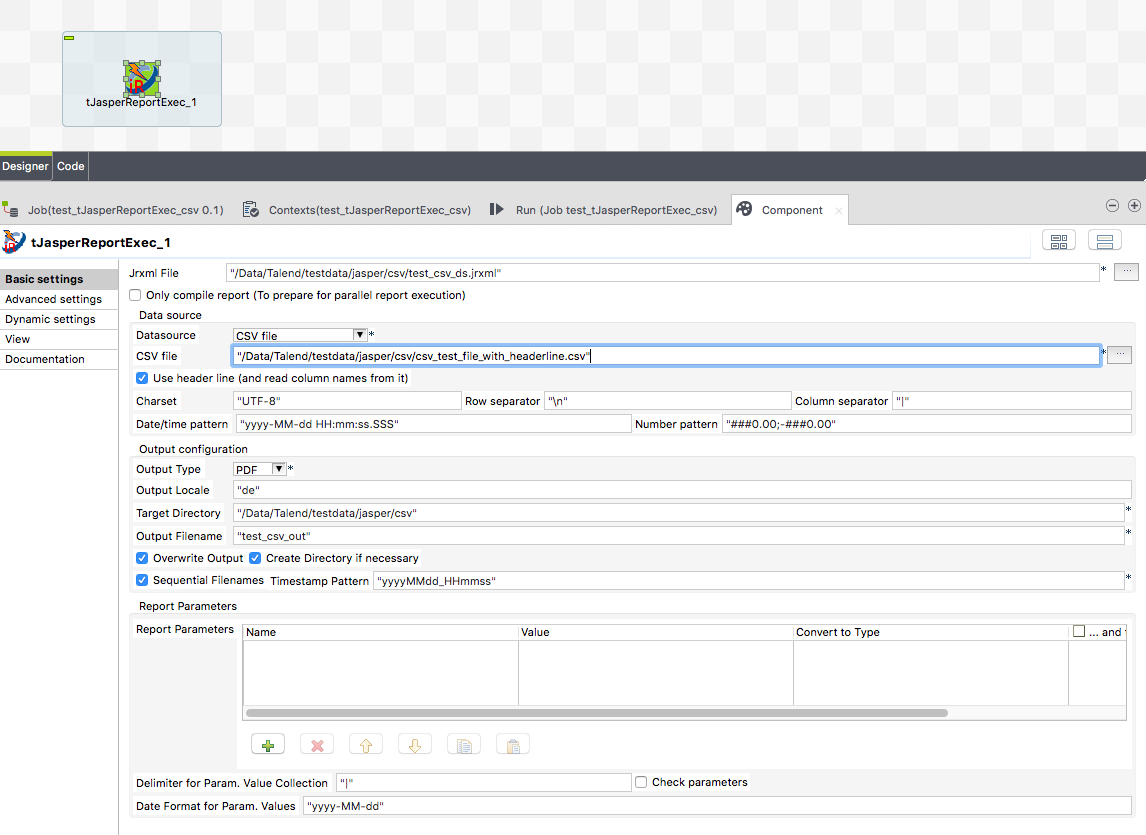 tJasperReportExec_1
Designer Code
Job(test_tJasperReportExec_csv 0.1) Contexts(test_tJasperReportExec_csv) Run (Job test_tJasperReportExec_csv) Component
tJasperReportExec_1
Basic settings
Advanced settings
Dynamic settings
View
Documentation
Jrxml File "/Data/Talend/testdata/jasper/csv/test_csv_ds.jrxml" * ...
Only compile report (To prepare for parallel report execution)
Data source
Datasource CSV file *
CSV file "/Data/Talend/testdata/jasper/csv/csv_test_file_with_headerline.csv" * ...
Use header line (and read column names from it)
Charset "UTF-8" Row separator "\n" Column separator "|"
Date/time pattern "yyyy-MM-dd HH:mm:ss.SSS" Number pattern "###0.00;-###0.00"
Output configuration
Output Type PDF *
Output Locale "de"
Target Directory "/Data/Talend/testdata/jasper/csv" *
Output Filename "test_csv_out" *
Overwrite Output Create Directory if necessary
Sequential Filenames Timestamp Pattern "yyyyMMdd_HHmmss" *
Report Parameters
Report Parameters Name Value Convert to Type ... and
Delimiter for Param. Value Collection "|" Check parameters
Date Format for Param. Values "yyyy-MM-dd"